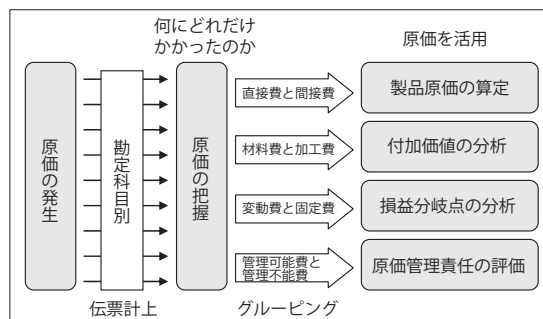 何にどれだけ
かかったのか
原価を活用
原価の発生
勘定科目別
原価の把握
直接費と間接費
製品原価の算定
材料費と加工費
付加価値の分析
変動費と固定費
損益分岐点の分析
管理可能費と
管理不能費
原価管理責任の評価
伝票計上
グルーピング